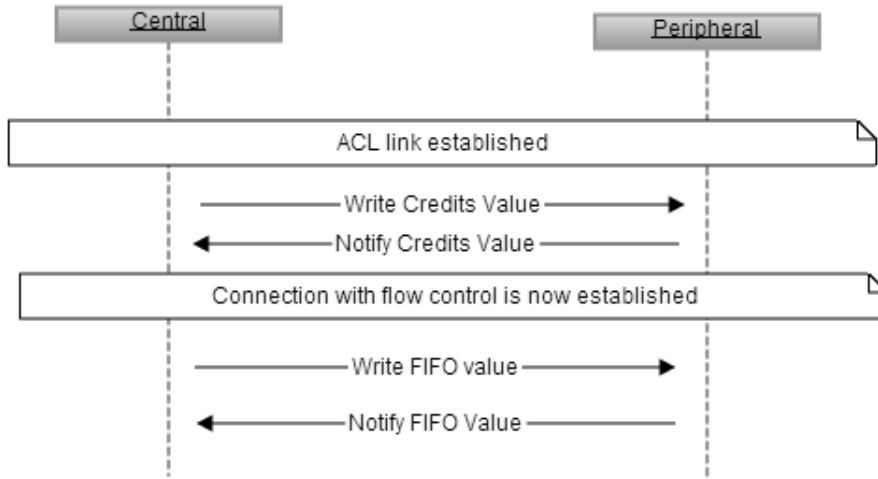 Central
Peripheral
ACL link established
Write Credits Value
Notify Credits Value
Connection with flow control is now established
Write FIFO value
Notify FIFO Value